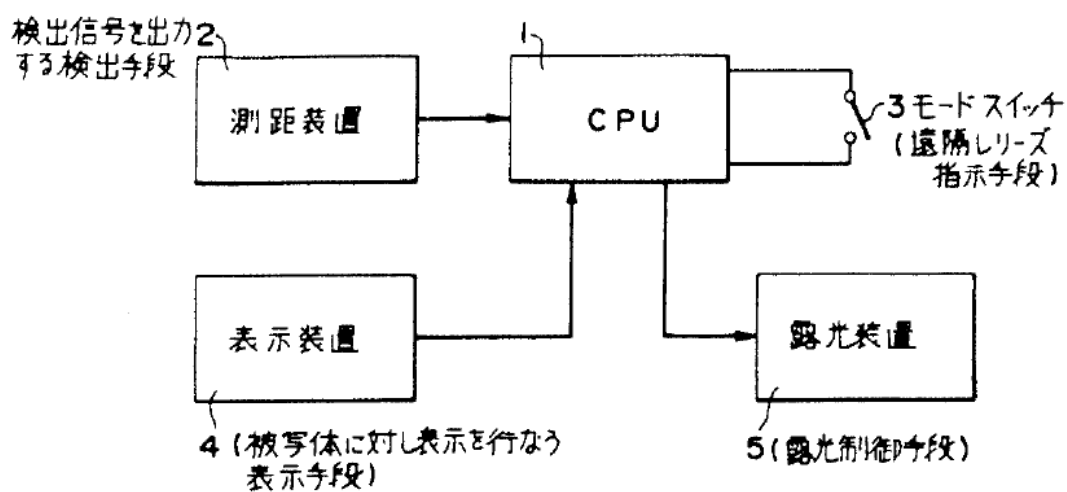 検出信号を出力
する検出手段
2
測距装置
1
CPU
3 モードスイッチ
(遠隔レリーズ
指示手段)
表示装置
4 (被写体に対し表示を行なう
表示手段)
露光装置
5 (露光制御手段)